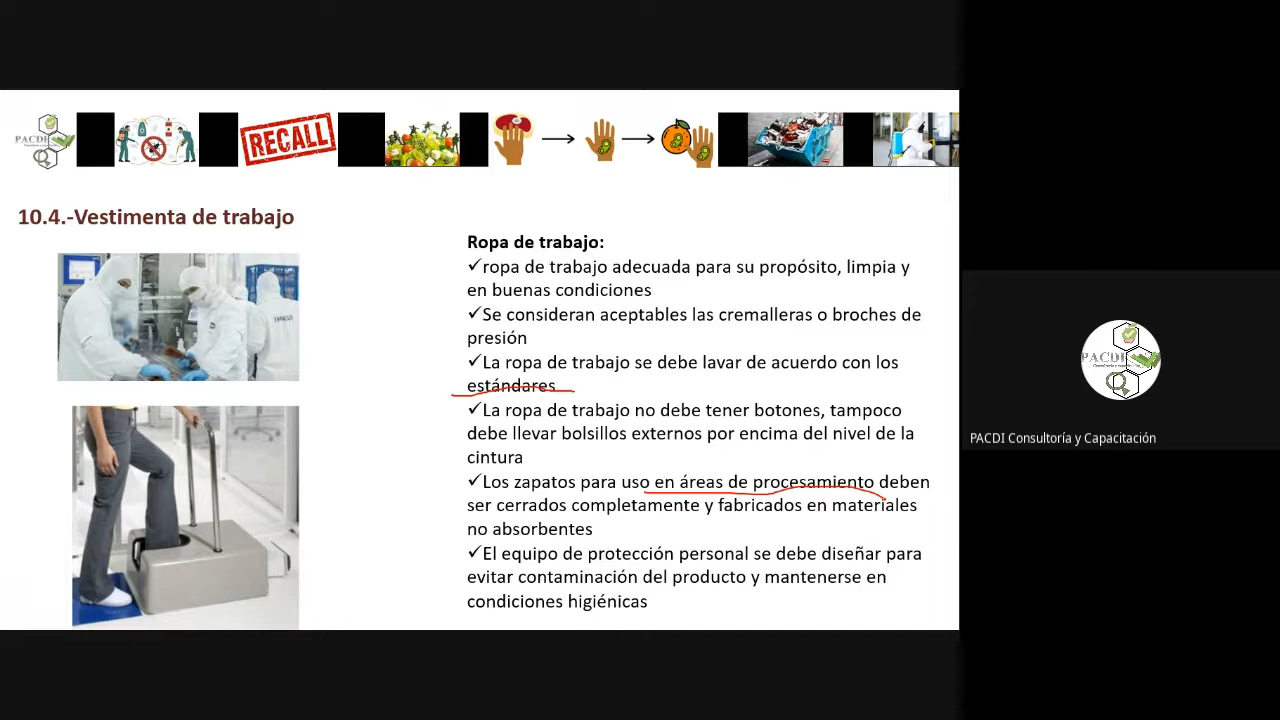 PACDI
RECALL
10.4.-Vestimenta de trabajo
Ropa de trabajo:
✓ropa de trabajo adecuada para su propósito, limpia y
en buenas condiciones
✓Se consideran aceptables las cremalleras o broches de
presión
✓La ropa de trabajo se debe lavar de acuerdo con los
estándares
✓La ropa de trabajo no debe tener botones, tampoco
debe llevar bolsillos externos por encima del nivel de la
cintura
✓Los zapatos para uso en áreas de procesamiento deben
ser cerrados completamente y fabricados en materiales
no absorbentes
✓El equipo de protección personal se debe diseñar para
evitar contaminación del producto y mantenerse en
condiciones higiénicas
PACDI
PACDI Consultoría y Capacitación